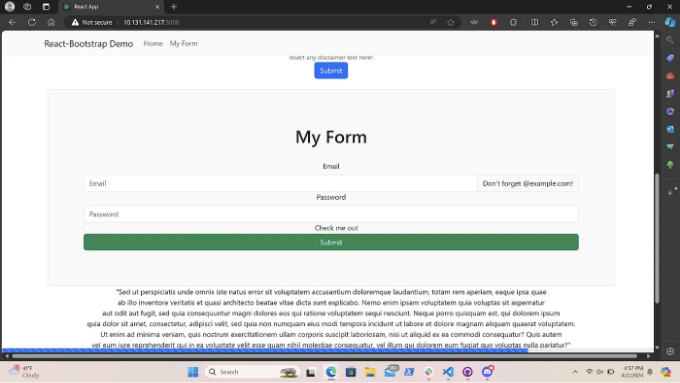 React App
Not secure 10.131.141.217:3000
React-Bootstrap Demo Home My Form
Insert any disclaimer text here!
Submit
My Form
Email
Email Don't forget @example.com!
Password
Password
Check me out
Submit
"Sed ut perspiciatis unde omnis iste natus error sit voluptatem accusantium doloremque laudantium, totam rem aperiam, eaque ipsa quae
ab illo inventore veritatis et quasi architecto beatae vitae dicta sunt explicabo. Nemo enim ipsam voluptatem quia voluptas sit aspernatur
aut odit aut fugit, sed quia consequuntur magni dolores eos qui ratione voluptatem sequi nesciunt. Neque porro quisquam est, qui dolorem ipsum
quia dolor sit amet, consectetur, adipisci velit, sed quia non numquam eius modi tempora incidunt ut labore et dolore magnam aliquam quaerat voluptatem.
Ut enim ad minima veniam, quis nostrum exercitationem ullam corporis suscipit laboriosam, nisi ut aliquid ex ea commodi consequatur? Quis autem
vel eum iure reprehenderit qui in ea voluptate velit esse quam nihil molestiae consequatur, vel illum qui dolorem eum fugiat quo voluptas nulla pariatur?"
41°F
Cloudy
Search
4:57 PM
4/2/2024